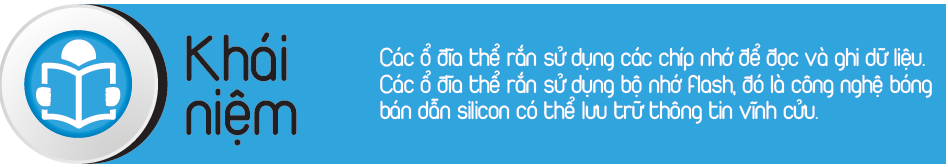 Khái
niệm
Các ổ đĩa thể rắn sử dụng các chíp nhớ để đọc và ghi dữ liệu.
Các ổ đĩa thể rắn sử dụng bộ nhớ flash, đó là công nghệ bóng
bán dẫn silicon có thể lưu trữ thông tin vĩnh cửu.